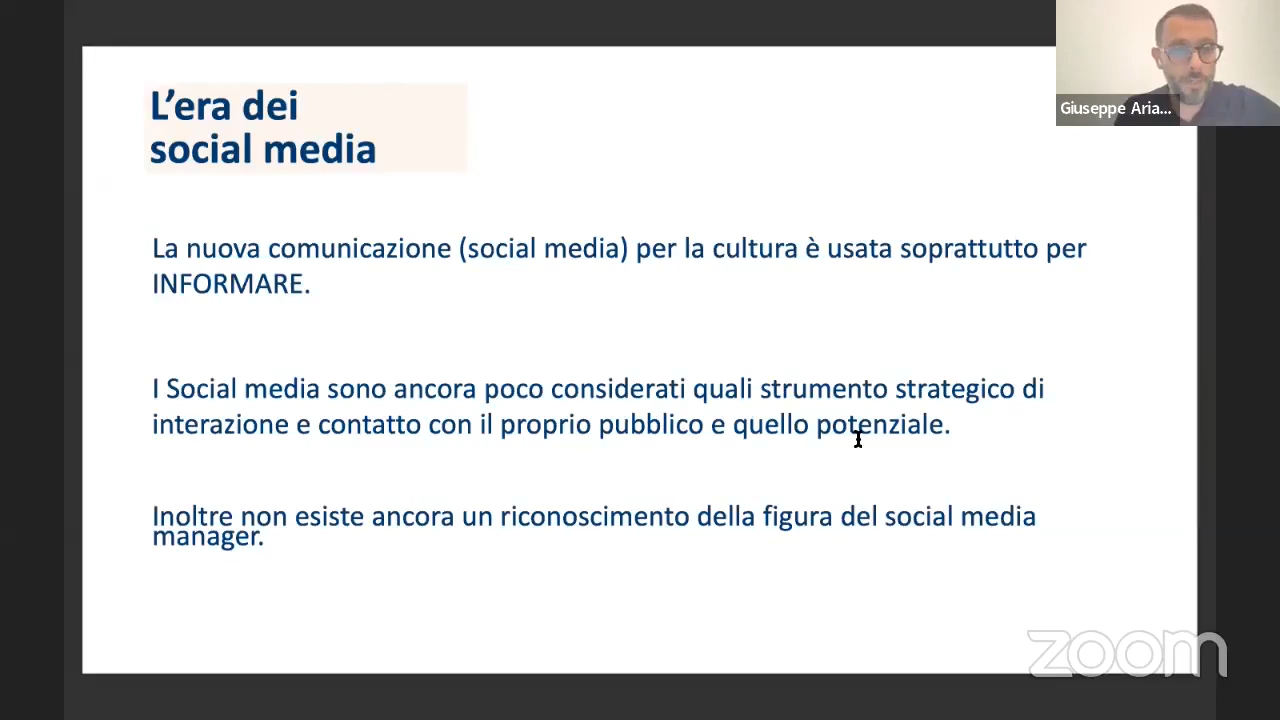 L'era dei
social media
Giuseppe Aria...
La nuova comunicazione (social media) per la cultura è usata soprattutto per
INFORMARE.
I Social media sono ancora poco considerati quali strumento strategico di
interazione e contatto con il proprio pubblico e quello potenziale.
Inoltre non esiste ancora un riconoscimento della figura del social media
manager.
zoom